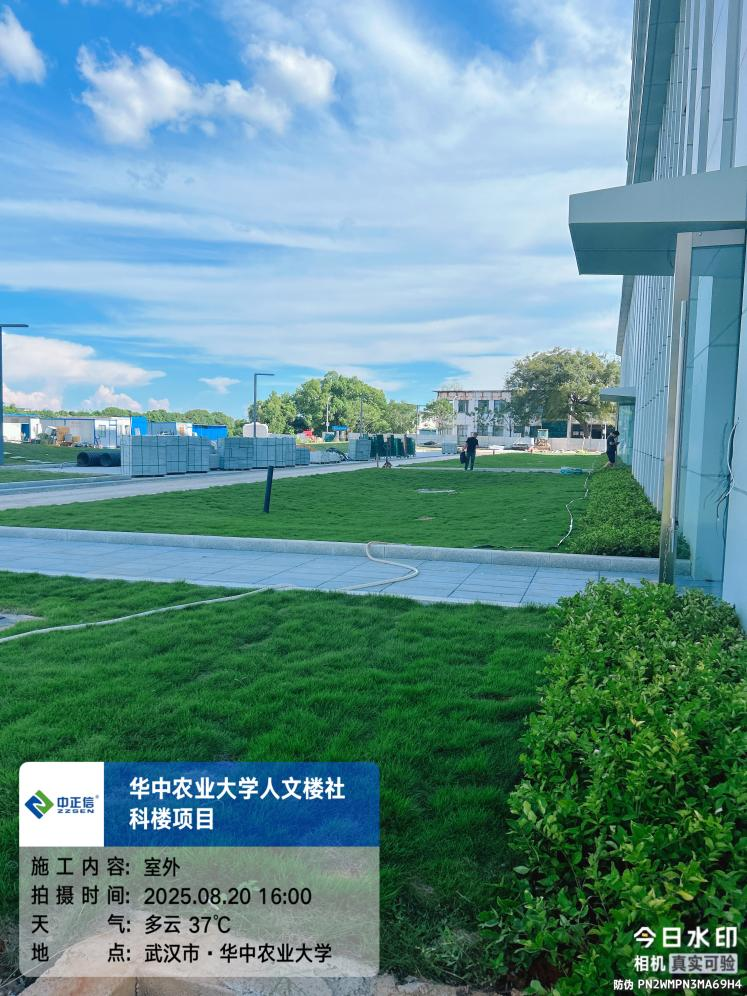 中正信®
ZZSEN
华中农业大学人文楼社
科楼项目
施工内容: 室外
拍摄时间: 2025.08.20 16:00
天气: 多云 37℃
地点: 武汉市·华中农业大学
今日水印
相机 真实可验
防伪 PN2WMPN3MA69H4